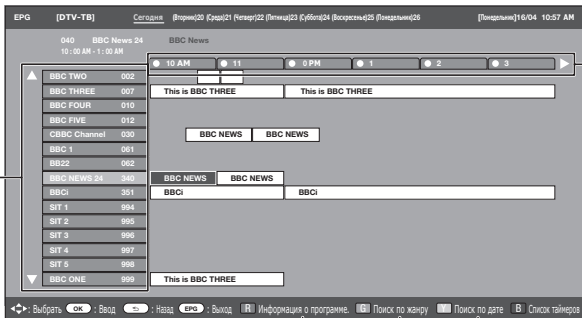 EPG [DTV-TB] Сегодня (Вторник)20 (Среда)21 (Четверг)22 (Пятница)23 (Суббота)24 (Воскресенье)25 (Понедельник)26 [Понедельник]16/04 10:57 AM
040 BBC News 24 BBC News
10 : 00 AM - 1 : 00 AM
10 AM 11 0 PM 1 2 3
BBC TWO 002
BBC THREE 007 This is BBC THREE This is BBC THREE
BBC FOUR 010
BBC FIVE 012
CBBC Channel 030 BBC NEWS BBC NEWS
BBC 1 061
BB22 062
BBC NEWS 24 340 BBC NEWS BBC NEWS
BBCi 351 BBCi BBCi
SIT 1 994
SIT 2 995
SIT 3 996
SIT 4 997
SIT 5 998
BBC ONE 999 This is BBC THREE
: Выбрать OK : Ввод : Назад EPG : Выход R Информация о программе. G Поиск по жанру Y Поиск по дате B Список таймеров